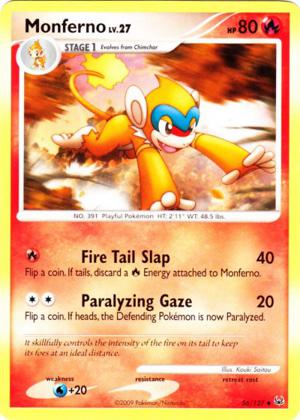 Monferno LV.27 HP 80
STAGE 1 Evolves from Chimchar
NO. 391 Playful Pokémon HT: 2'11" WT: 48.5 lbs.
Fire Tail Slap 40
Flip a coin. If tails, discard a Energy attached to Monferno.
Paralyzing Gaze 20
Flip a coin. If heads, the Defending Pokémon is now Paralyzed.
It skillfully controls the intensity of the fire on its tail to keep
its foes at an ideal distance.
Illus. Kouki Saitou
weakness resistance retreat cost
+20
©2009 Pokémon/Nintendo 56/127